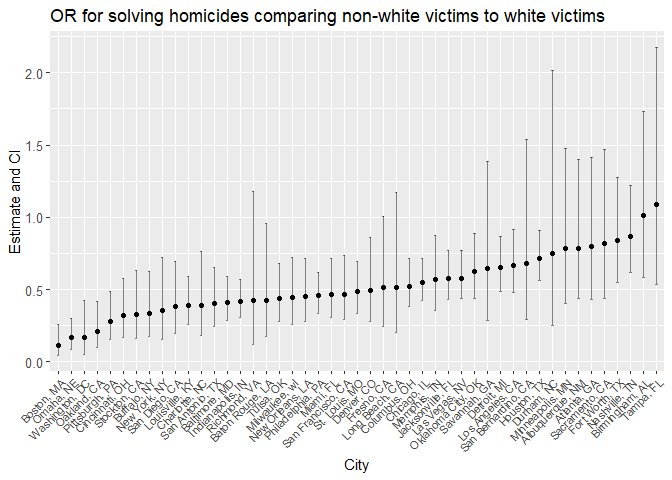 OR for solving homicides comparing non-white victims to white victims
Estimate and CI
2.0
1.5
1.0
0.5
0.0
Boston, MA
Omaha, NE
Washington, DC
Oakland, CA
Pittsburgh, PA
Cincinnati, OH
Stockton, CA
Buffalo, NY
New York, NY
San Diego, CA
Louisville, KY
Charlotte, NC
San Antonio, TX
Baltimore, MD
Indianapolis, IN
Richmond, VA
Baton Rouge, LA
Tulsa, OK
Milwaukee, wI
New Orleans, LA
Philadelphia, PA
Miami, FL
San Francisco, CA
St. Louis, MO
Denver, CO
Fresno, CA
Long Beach, CA
Columbus, OH
Chicago, IL
Memphis, TN
Jacksonville, FL
Las Vegas, NV
Oklahoma City, OK
Savannah, GA
Detroit, MI
Los Angeles, CA
San Bernardino, CA
Houston, TX
Durham, NC
Minneapolis, MN
Albuquerque, NM
Atlanta, GA
Sacramento, CA
Fort Worth, TX
Nashville, TN
Birmingham, AL
Tampa, FL
City